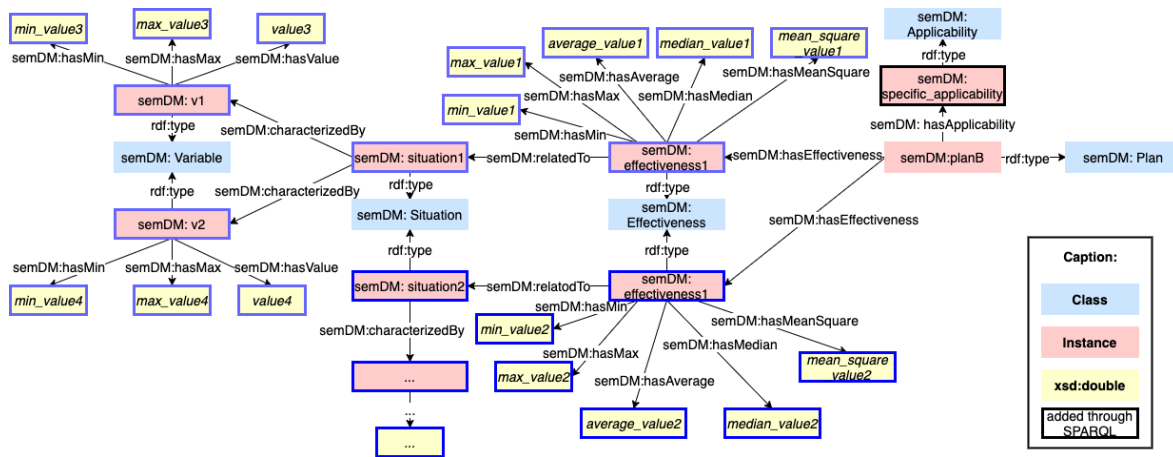 min_value3
max_value3
value3
semDM:hasMin
semDM:hasMax
semDM:hasValue
semDM: v1
rdf:type
semDM:characterizedBy
semDM: Variable
rdf:type
semDM:characterizedBy
semDM: v2
semDM:hasMin
semDM:hasMax
semDM:hasValue
min_value4
max_value4
value4
semDM: situation1
semDM:relatedTo
rdf:type
semDM: Situation
rdf:type
semDM: situation2
semDM:relatedTo
semDM:characterizedBy
...
...
...
average_value1
median_value1
mean_square
_value1
max_value1
semDM:hasAverage
semDM:hasMeanSquare
semDM:hasMax
semDM:hasMedian
min_value1
semDM:hasMin
semDM:
effectiveness1
semDM:hasEffectiveness
rdf:type
semDM:
Effectiveness
rdf:type
semDM:hasEffectiveness
semDM:
effectiveness1
semDM:hasMin
min_value2
semDM:hasMeanSquare
semDM:hasMax
semDM:hasMedian
mean_square
value2
max_value2
semDM:hasAverage
average_value2
median_value2
semDM:
Applicability
rdf:type
semDM:
specific_applicability
semDM: hasApplicability
semDM:planB
rdf:type
semDM: Plan
Caption:
Class
Instance
xsd:double
added through
SPARQL